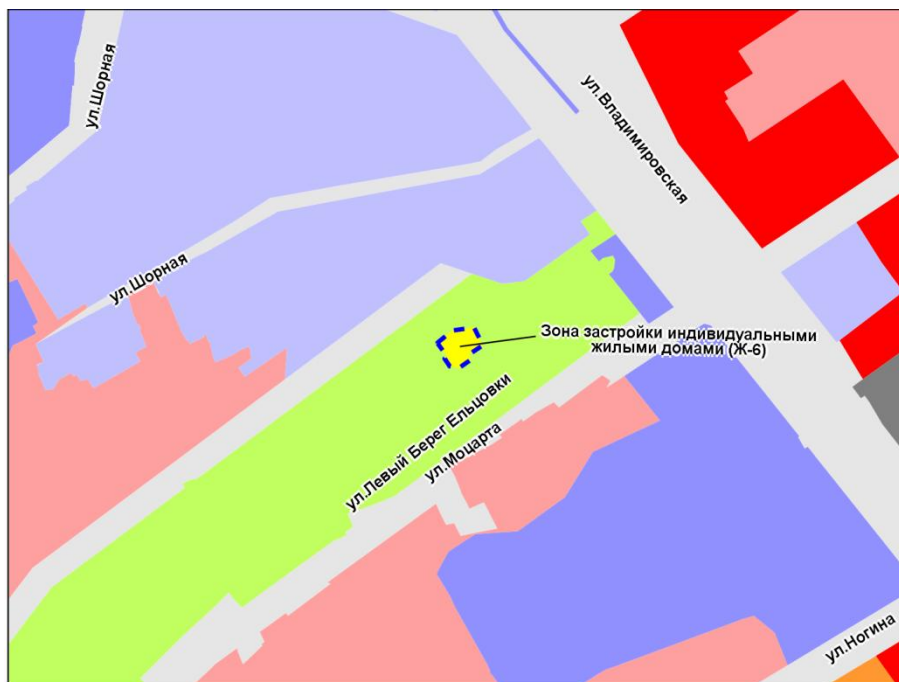 ул.Шорная
ул.Владимировская
ул.Шорная
Зона застройки индивидуальными
жилыми домами (Ж-6)
ул.Левый Берег Ельцовки
ул.Моцарта
ул.Ногина